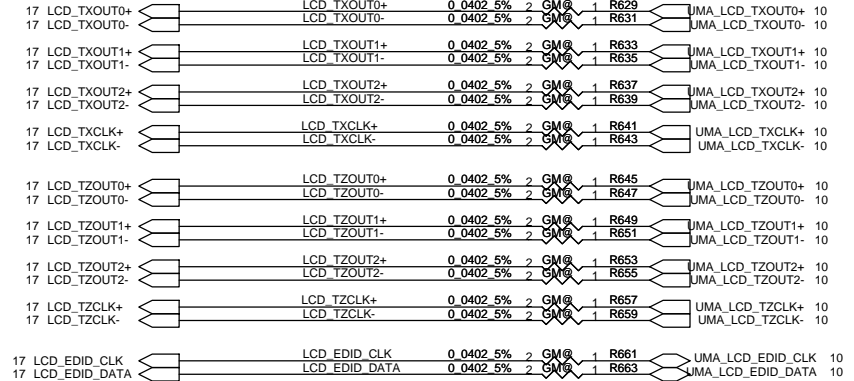 17 LCD_TXOUT0+ LCD_TXOUT0+ 0_0402_5% 2 GM@ 1 R629 UMA_LCD_TXOUT0+ 10
17 LCD_TXOUT0- LCD_TXOUT0- 0_0402_5% 2 GM@ 1 R631 UMA_LCD_TXOUT0- 10
17 LCD_TXOUT1+ LCD_TXOUT1+ 0_0402_5% 2 GM@ 1 R633 UMA_LCD_TXOUT1+ 10
17 LCD_TXOUT1- LCD_TXOUT1- 0_0402_5% 2 GM@ 1 R635 UMA_LCD_TXOUT1- 10
17 LCD_TXOUT2+ LCD_TXOUT2+ 0_0402_5% 2 GM@ 1 R637 UMA_LCD_TXOUT2+ 10
17 LCD_TXOUT2- LCD_TXOUT2- 0_0402_5% 2 GM@ 1 R639 UMA_LCD_TXOUT2- 10
17 LCD_TXCLK+ LCD_TXCLK+ 0_0402_5% 2 GM@ 1 R641 UMA_LCD_TXCLK+ 10
17 LCD_TXCLK- LCD_TXCLK- 0_0402_5% 2 GM@ 1 R643 UMA_LCD_TXCLK- 10
17 LCD_TZOUT0+ LCD_TZOUT0+ 0_0402_5% 2 GM@ 1 R645 UMA_LCD_TZOUT0+ 10
17 LCD_TZOUT0- LCD_TZOUT0- 0_0402_5% 2 GM@ 1 R647 UMA_LCD_TZOUT0- 10
17 LCD_TZOUT1+ LCD_TZOUT1+ 0_0402_5% 2 GM@ 1 R649 UMA_LCD_TZOUT1+ 10
17 LCD_TZOUT1- LCD_TZOUT1- 0_0402_5% 2 GM@ 1 R651 UMA_LCD_TZOUT1- 10
17 LCD_TZOUT2+ LCD_TZOUT2+ 0_0402_5% 2 GM@ 1 R653 UMA_LCD_TZOUT2+ 10
17 LCD_TZOUT2- LCD_TZOUT2- 0_0402_5% 2 GM@ 1 R655 UMA_LCD_TZOUT2- 10
17 LCD_TZCLK+ LCD_TZCLK+ 0_0402_5% 2 GM@ 1 R657 UMA_LCD_TZCLK+ 10
17 LCD_TZCLK- LCD_TZCLK- 0_0402_5% 2 GM@ 1 R659 UMA_LCD_TZCLK- 10
17 LCD_EDID_CLK LCD_EDID_CLK 0_0402_5% 2 GM@ 1 R661 UMA_LCD_EDID_CLK 10
17 LCD_EDID_DATA LCD_EDID_DATA 0_0402_5% 2 GM@ 1 R663 UMA_LCD_EDID_DATA 10